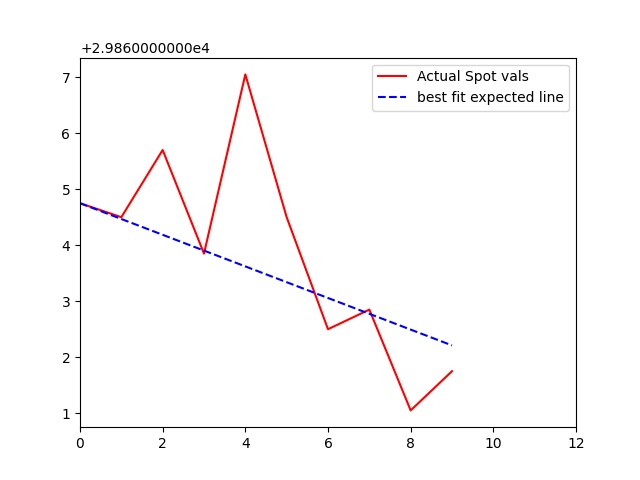 +2.9860000000e4
7
6
5
4
3
2
1
0 2 4 6 8 10 12
Actual Spot vals
best fit expected line